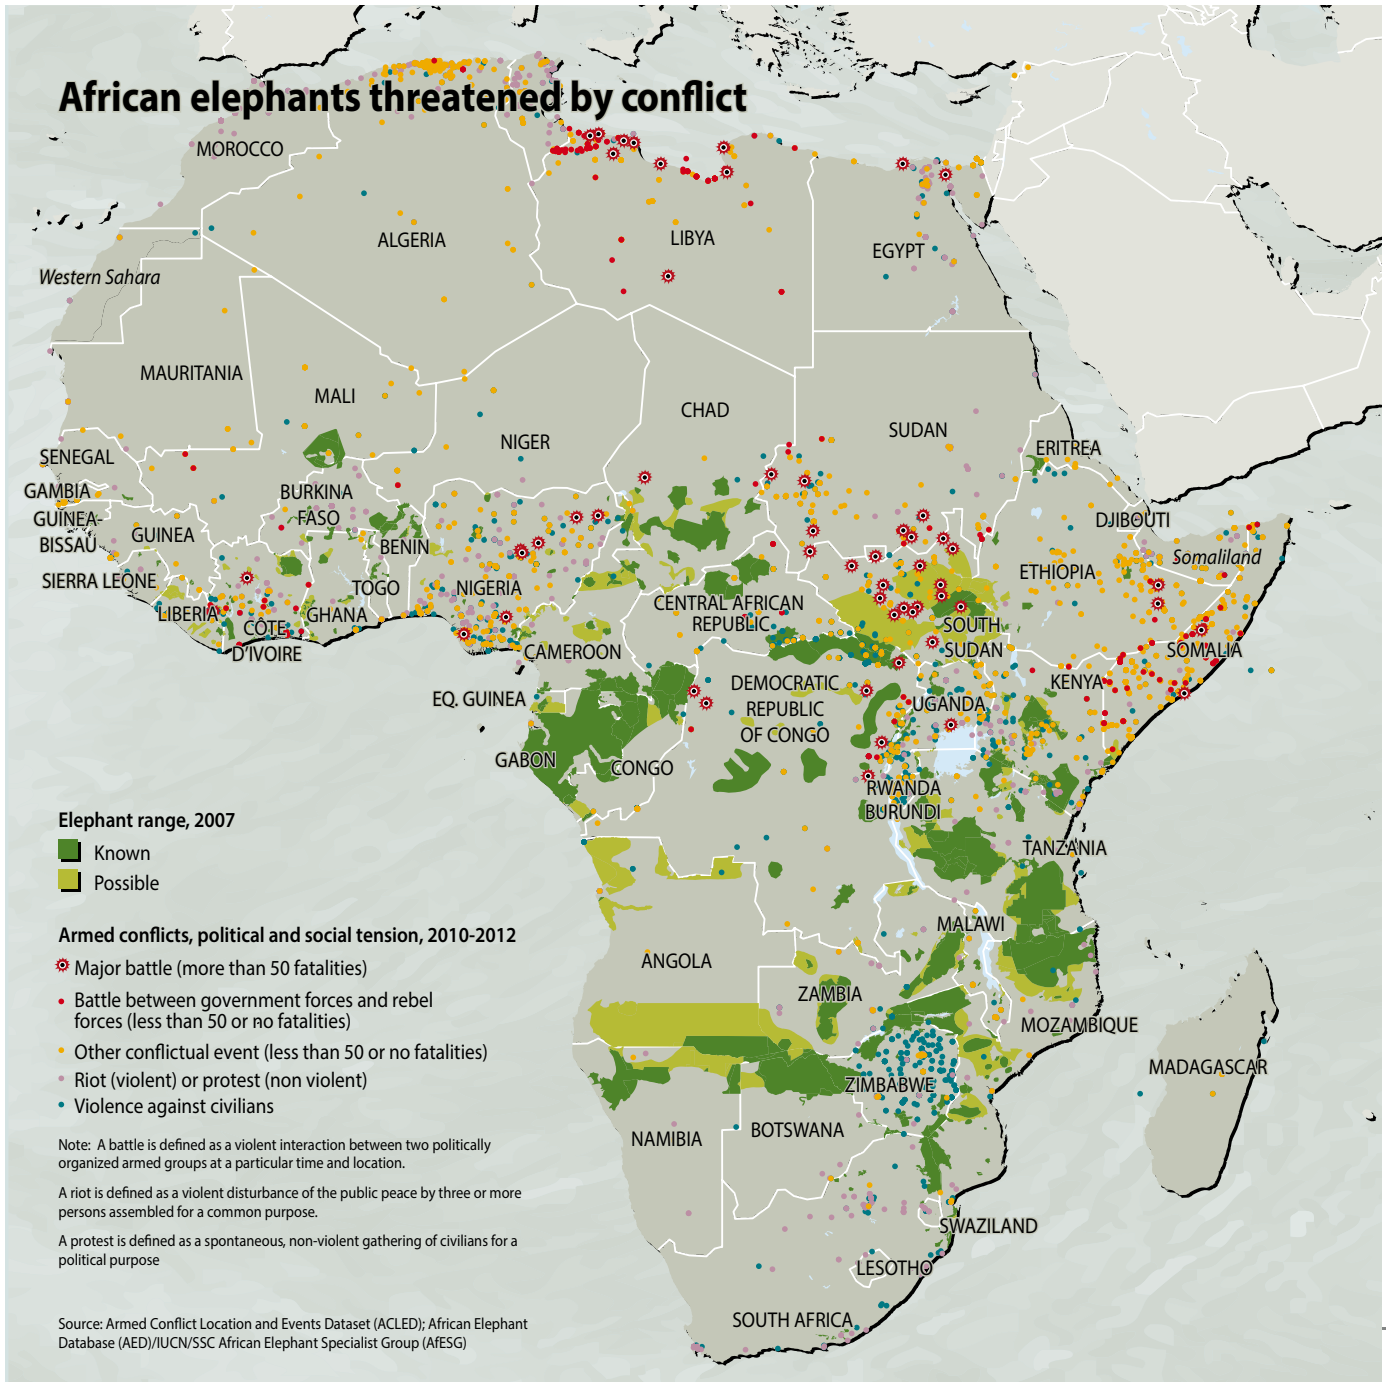 African elephants threatened by conflict
MOROCCO
ALGERIA
LIBYA
EGYPT
Western Sahara
MAURITANIA
MALI
NIGER
CHAD
SUDAN
ERITREA
SENEGAL
GAMBIA
GUINEA-
BISSAU
GUINEA
BURKINA
FASO
BENIN
DJIBOUTI
Somaliland
SIERRA LEONE
TOGO
NIGERIA
ETHIOPIA
LIBERIA
CÔTE
D'IVOIRE
GHANA
CENTRAL AFRICAN
REPUBLIC
SOUTH
SUDAN
CAMEROON
SOMALIA
EQ. GUINEA
DEMOCRATIC
REPUBLIC
OF CONGO
UGANDA
KENYA
GABON
CONGO
RWANDA
BURUNDI
TANZANIA
Elephant range, 2007
Known
Possible
MALAWI
ANGOLA
ZAMBIA
MOZAMBIQUE
MADAGASCAR
ZIMBABWE
NAMIBIA
BOTSWANA
SWAZILAND
LESOTHO
SOUTH AFRICA
Armed conflicts, political and social tension, 2010-2012
Major battle (more than 50 fatalities)
Battle between government forces and rebel
forces (less than 50 or no fatalities)
Other conflictual event (less than 50 or no fatalities)
Riot (violent) or protest (non violent)
Violence against civilians
Note: A battle is defined as a violent interaction between two politically
organized armed groups at a particular time and location.
A riot is defined as a violent disturbance of the public peace by three or more
persons assembled for a common purpose.
A protest is defined as a spontaneous, non-violent gathering of civilians for a
political purpose
Source: Armed Conflict Location and Events Dataset (ACLED); African Elephant
Database (AED)/IUCN/SSC African Elephant Specialist Group (AfESG)